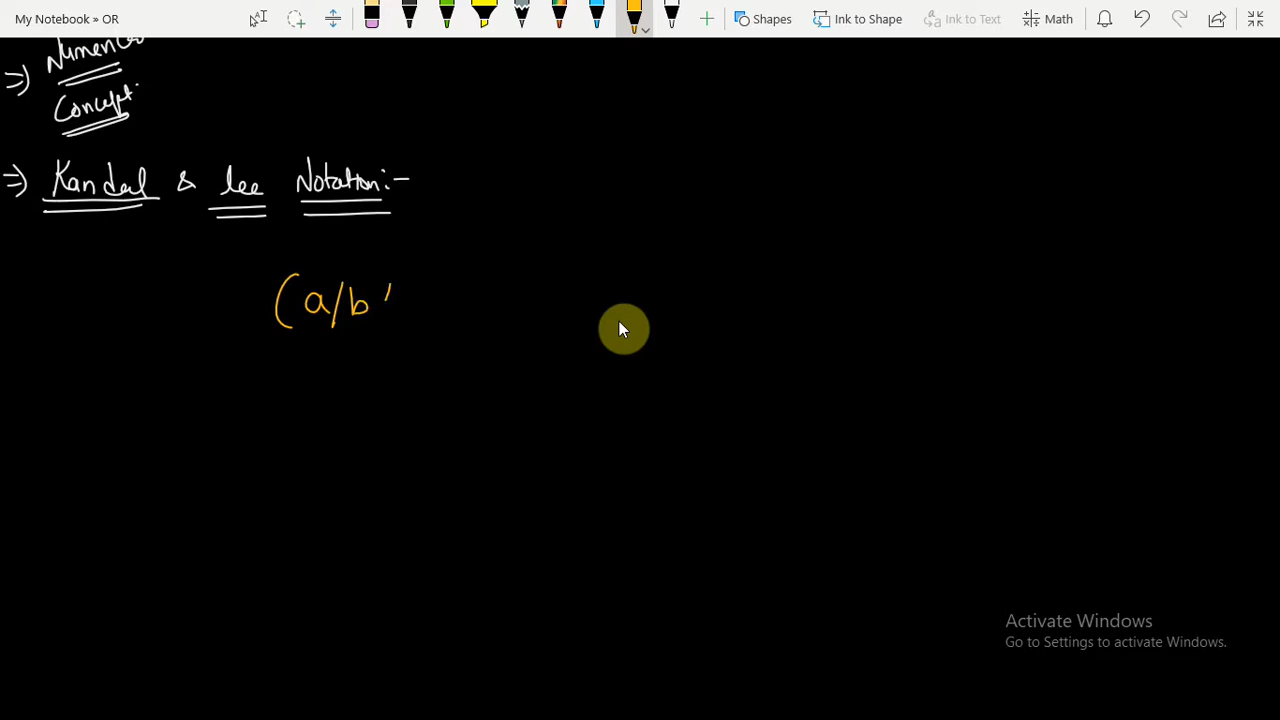 My Notebook » OR
Shapes
Ink to Shape
Ink to Text
Math
=>
Concept
=> Kandal & lee Notation:-
(a/b
Activate Windows
Go to Settings to activate Windows.